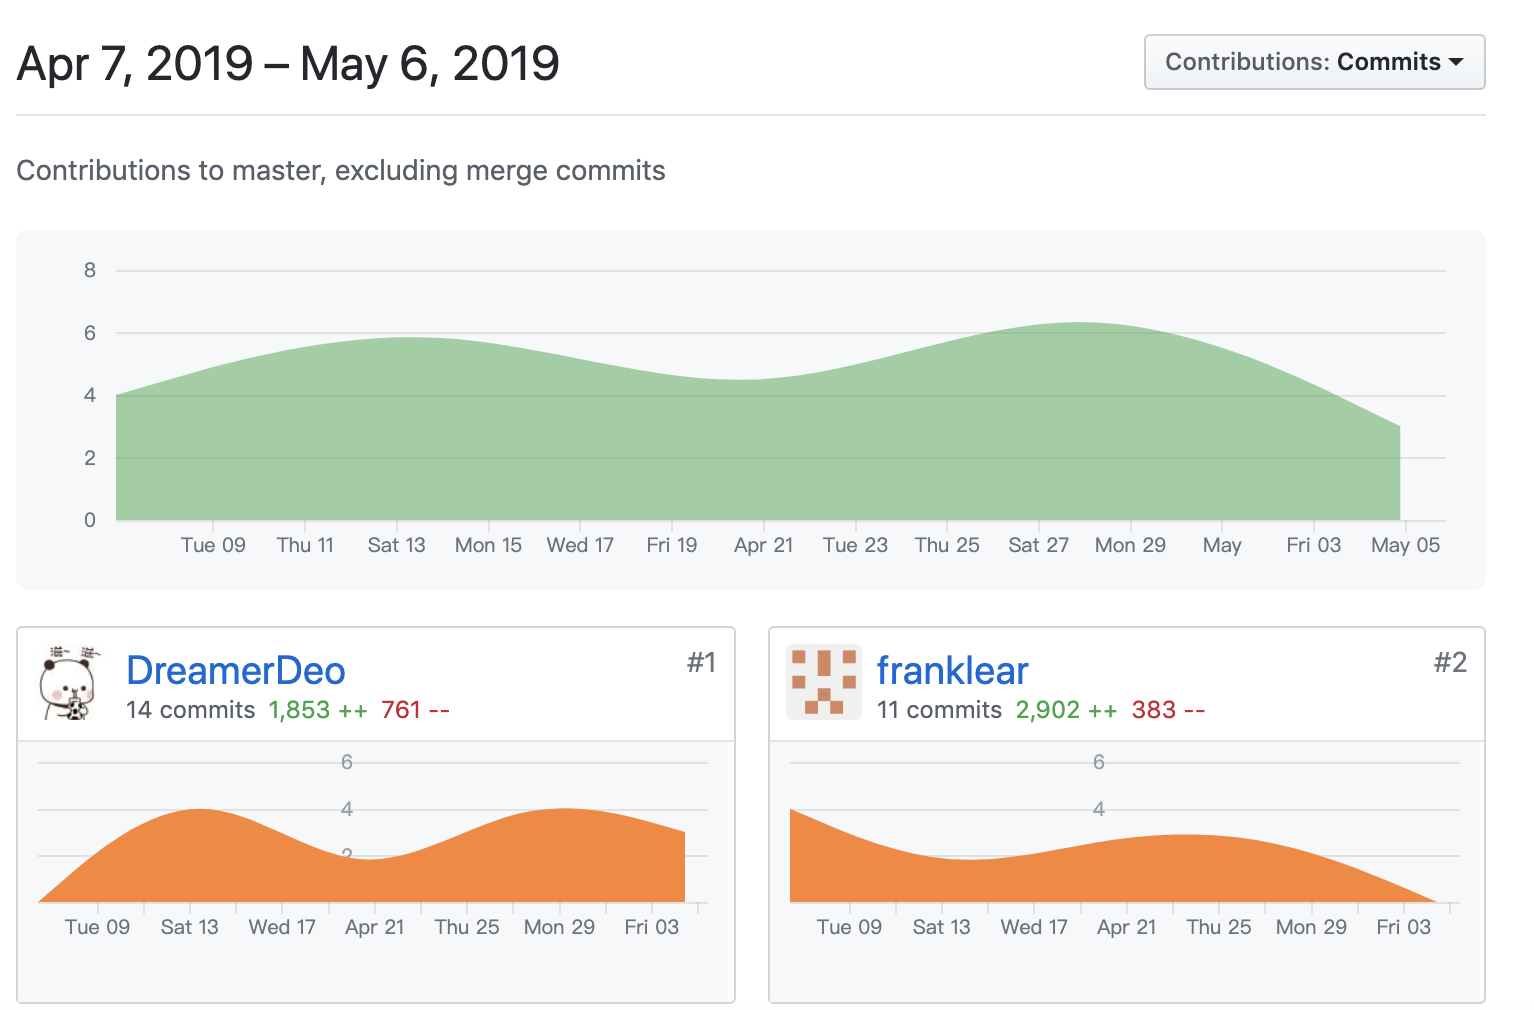 Apr 7, 2019 – May 6, 2019
Contributions: Commits
Contributions to master, excluding merge commits
8
6
4
2
0
Tue 09 Thu 11 Sat 13 Mon 15 Wed 17 Fri 19 Apr 21 Tue 23 Thu 25 Sat 27 Mon 29 May Fri 03 May 05
DreamerDeo #1
14 commits 1,853 ++ 761 --
6
4
2
Tue 09 Sat 13 Wed 17 Apr 21 Thu 25 Mon 29 Fri 03
franklear #2
11 commits 2,902 ++ 383 --
6
4
Tue 09 Sat 13 Wed 17 Apr 21 Thu 25 Mon 29 Fri 03